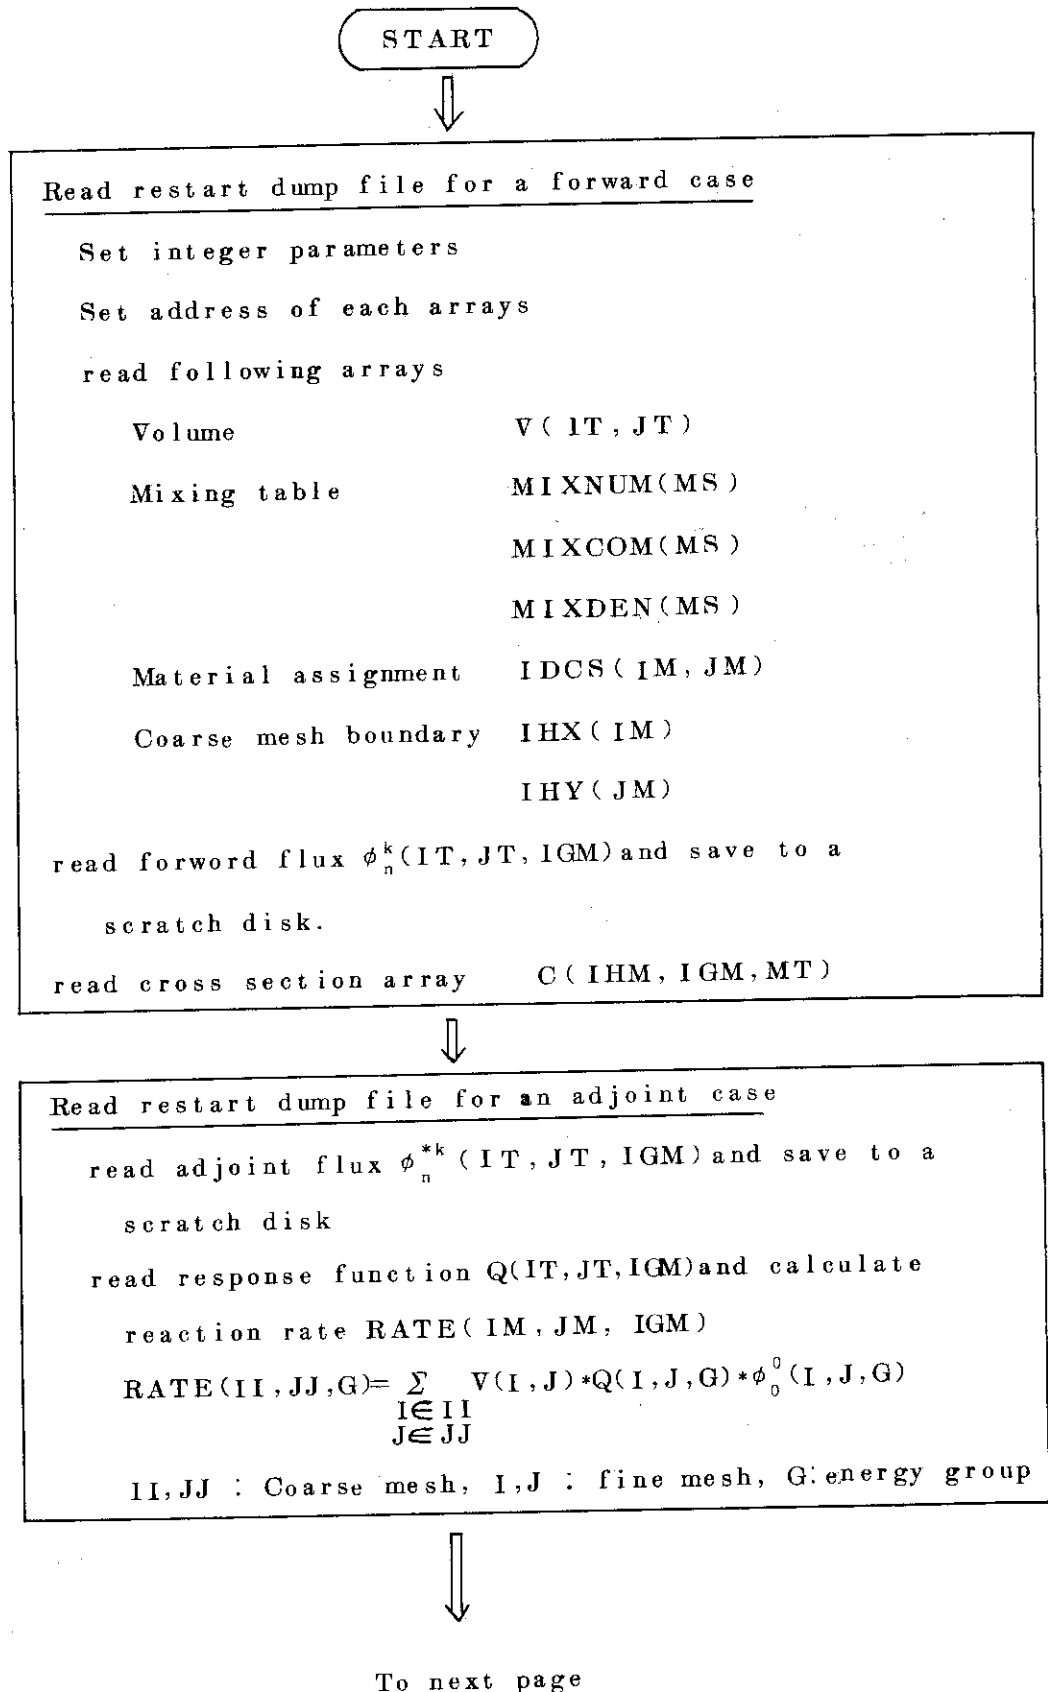 START
Read restart dump file for a forward case
Set integer parameters
Set address of each arrays
read following arrays
Volume V(IT, JT)
Mixing table MIXNUM(MS)
MIXCOM(MS)
MIXDEN(MS)
Material assignment IDCS(IM, JM)
Coarse mesh boundary IHX(IM)
IHY(JM)
read forword flux ϕₙᵏ(IT, JT, IGM) and save to a
scratch disk.
read cross section array C(IHM, IGM, MT)
Read restart dump file for an adjoint case
read adjoint flux ϕₙ*ᵏ (IT, JT, IGM) and save to a
scratch disk
read response function Q(IT, JT, IGM) and calculate
reaction rate RATE(IM, JM, IGM)
RATE(II, JJ, G)= Σ V(I, J)*Q(I, J, G)*ϕ₀⁰(I, J, G)
I∈II
J∈JJ
II, JJ : Coarse mesh, I, J : fine mesh, G: energy group
To next page